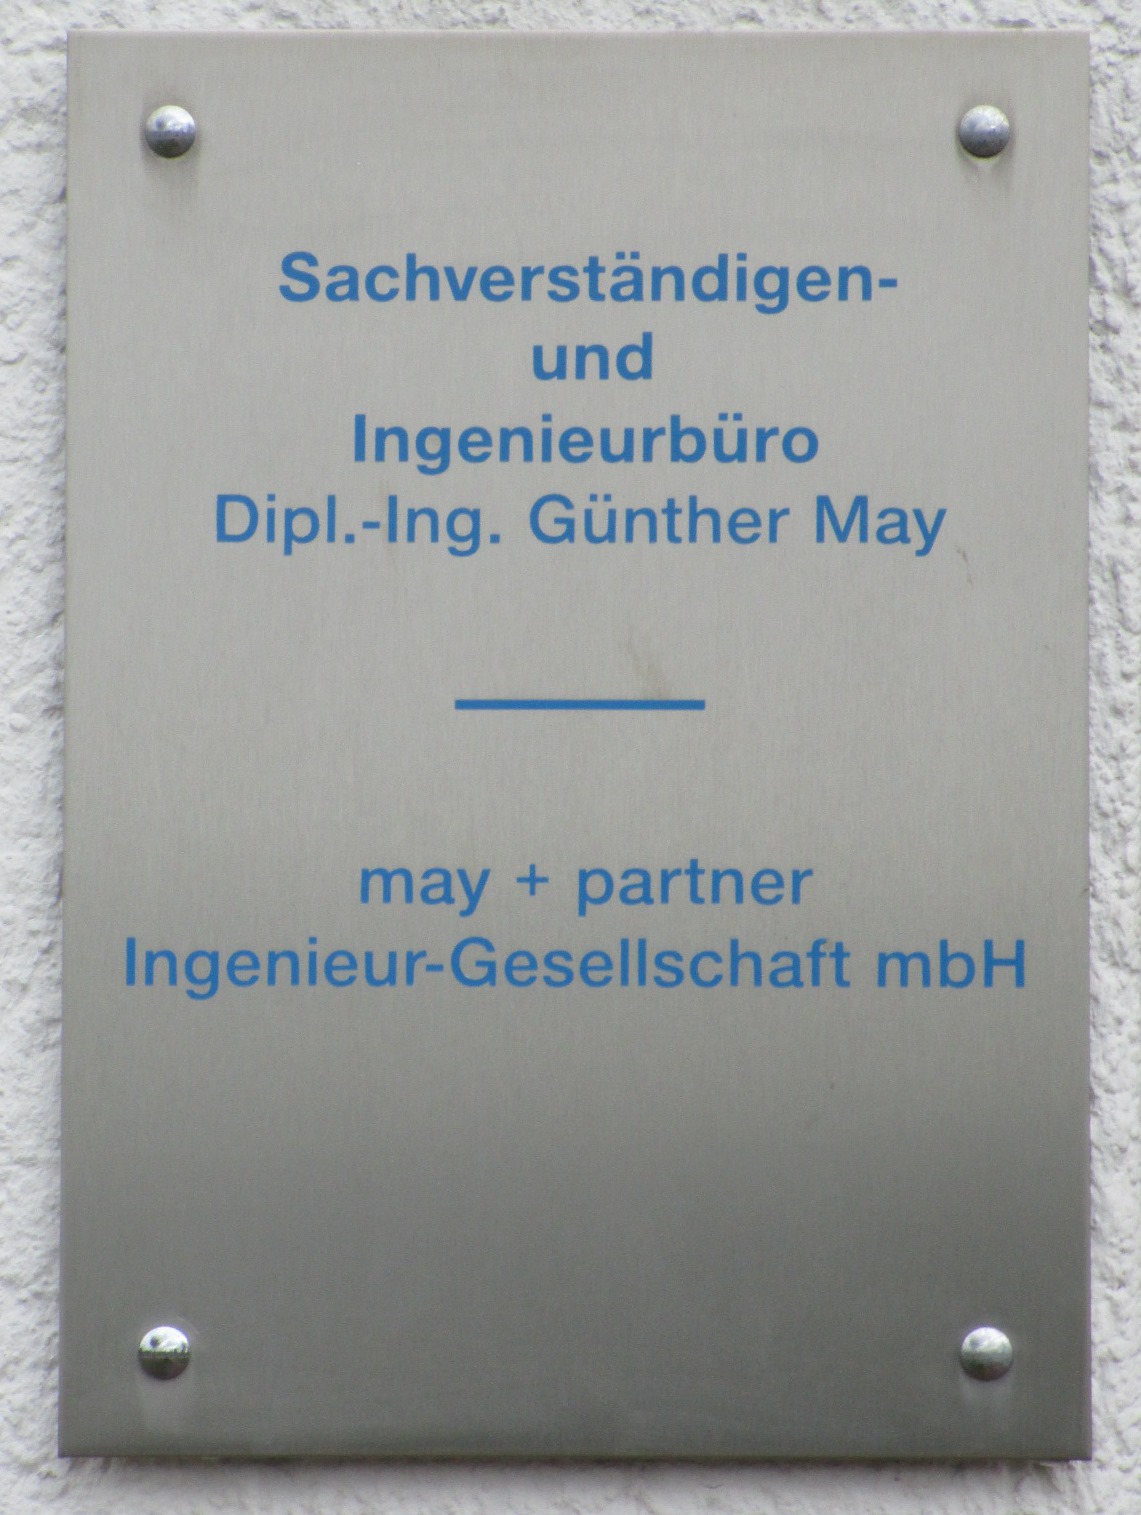 Sachverständigen-
und
Ingenieurbüro
Dipl.-Ing. Günther May
may + partner
Ingenieur-Gesellschaft mbH